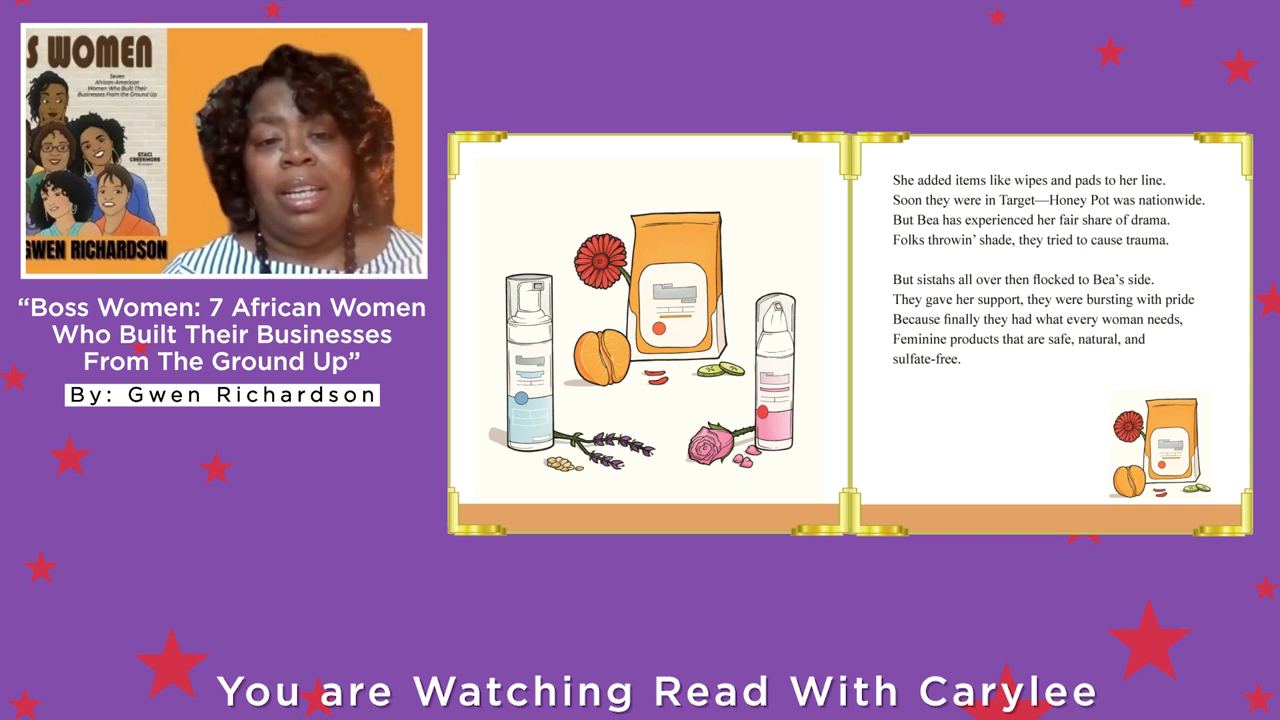 S WOMEN
Seven
African-American
Women Who Built Their
Businesses From the Ground Up
STACI
CREEKMORE
GWEN RICHARDSON
“Boss Women: 7 African Women
Who Built Their Businesses
From The Ground Up”
By: Gwen Richardson
She added items like wipes and pads to her line.
Soon they were in Target—Honey Pot was nationwide.
But Bea has experienced her fair share of drama.
Folks throwin’ shade, they tried to cause trauma.
But sistahs all over then flocked to Bea’s side.
They gave her support, they were bursting with pride
Because finally they had what every woman needs,
Feminine products that are safe, natural, and
sulfate-free.
You are Watching Read With Carylee